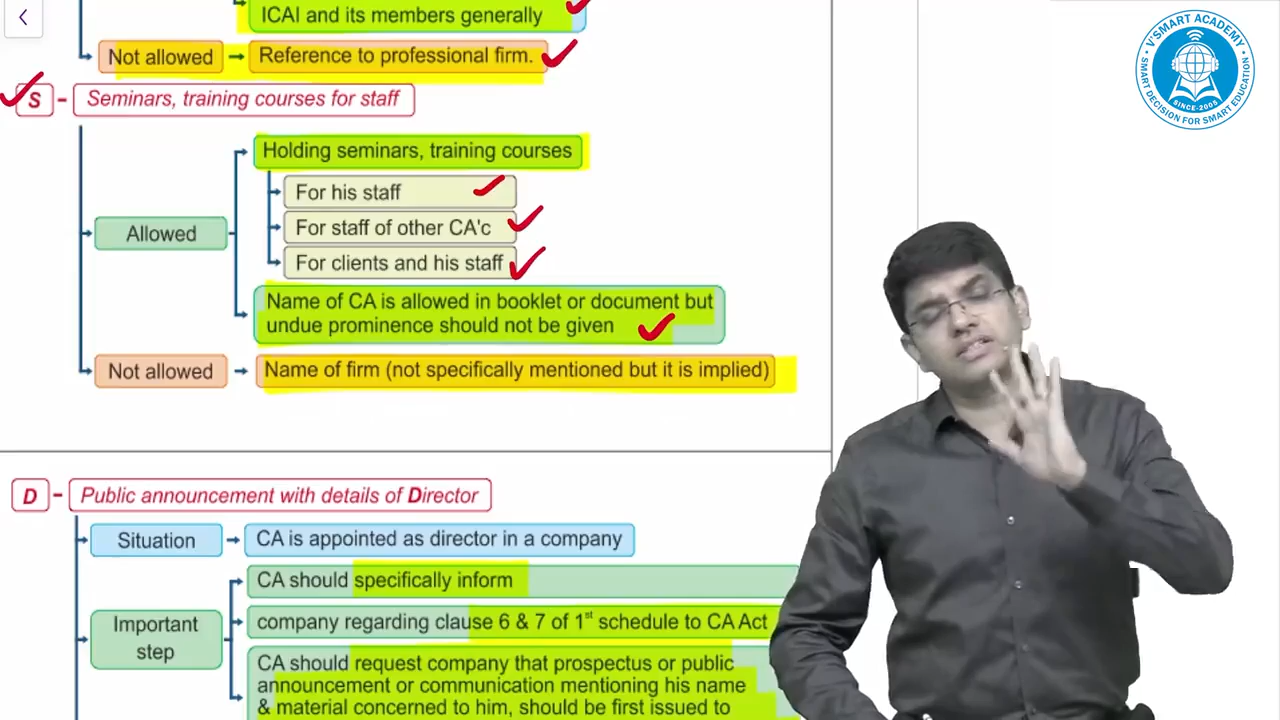 ICAI and its members generally
Not allowed
Reference to professional firm.
S - Seminars, training courses for staff
Holding seminars, training courses
For his staff
For staff of other CA'c
Allowed
For clients and his staff
Name of CA is allowed in booklet or document but
undue prominence should not be given
Not allowed
Name of firm (not specifically mentioned but it is implied)
D - Public announcement with details of Director
Situation
CA is appointed as director in a company
CA should specifically inform
Important
step
company regarding clause 6 & 7 of 1st schedule to CA Act
CA should request company that prospectus or public
announcement or communication mentioning his name
& material concerned to him, should be first issued to
V'SMART ACADEMY
SINCE-2005
SMART DECISION FOR SMART EDUCATION